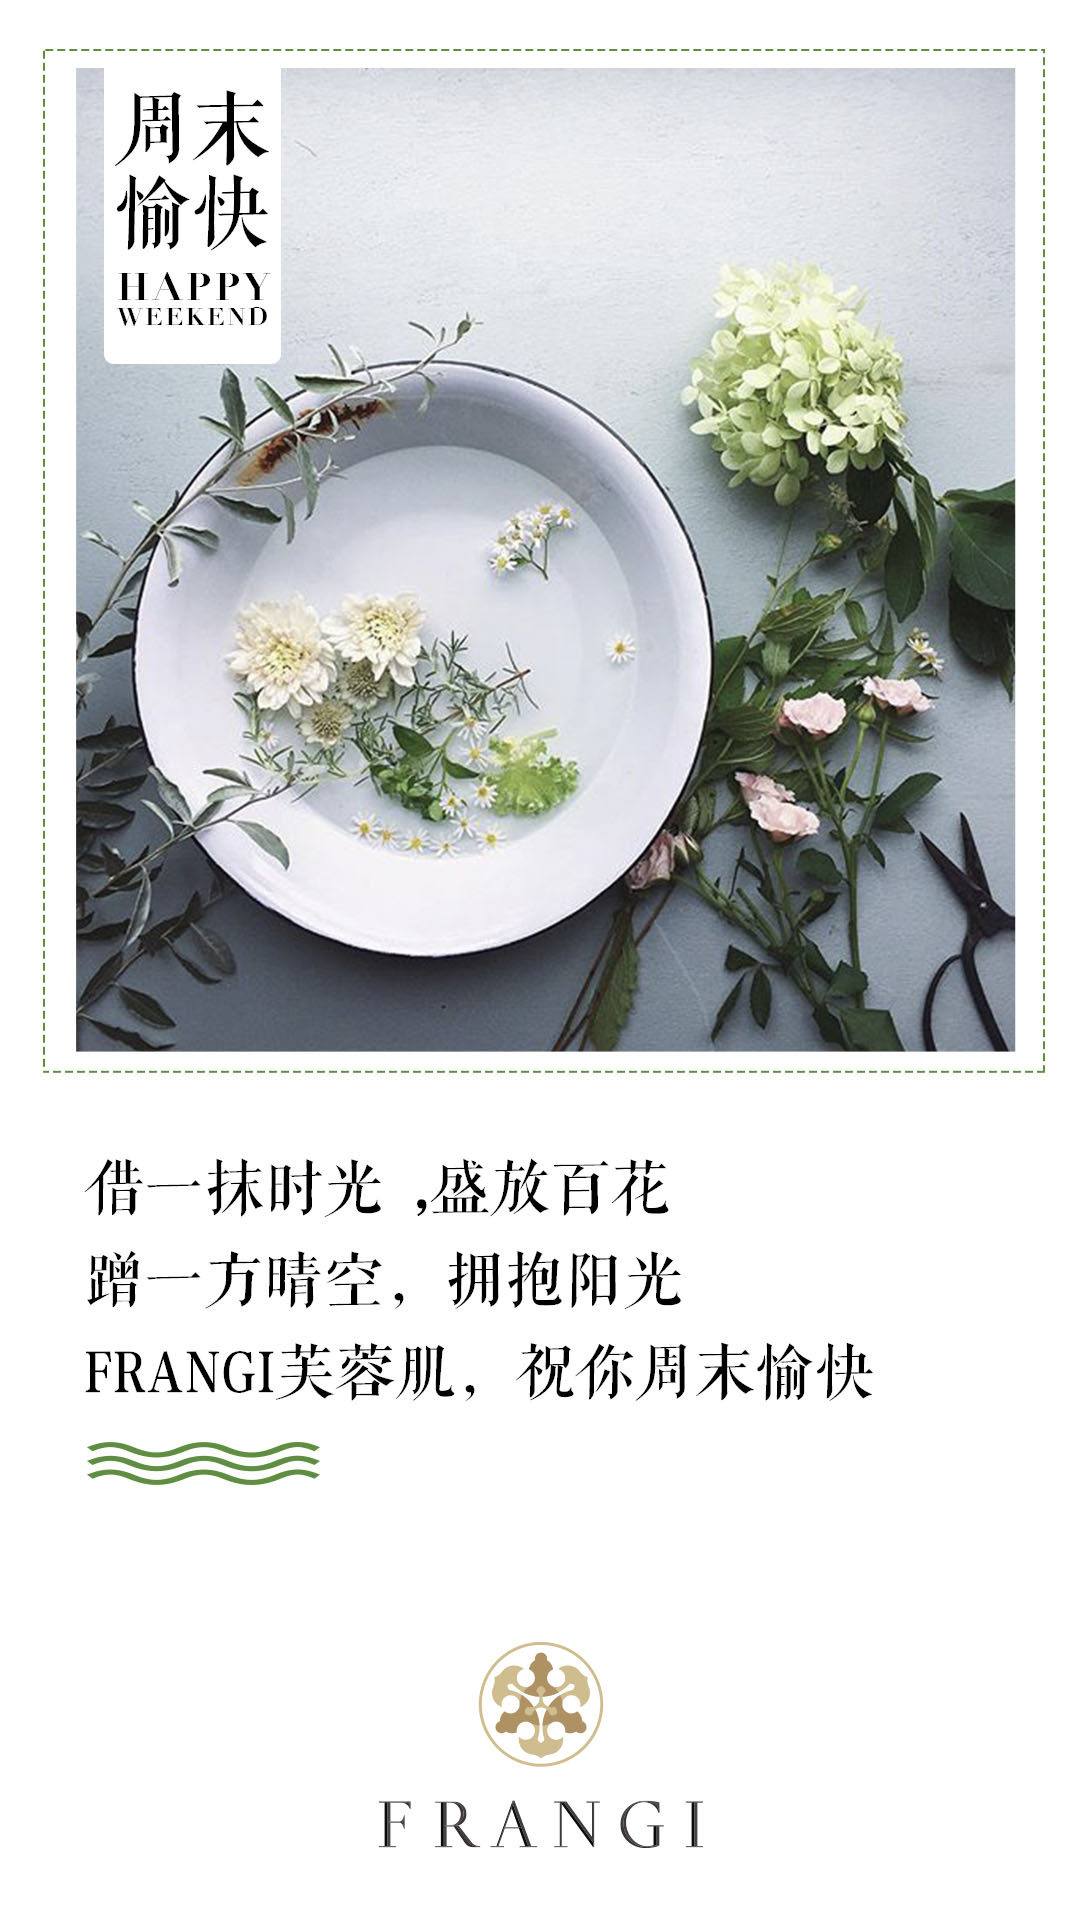 周末
愉快
HAPPY
WEEKEND
借一抹时光 ,盛放百花
蹭一方晴空，拥抱阳光
FRANGI芙蓉肌，祝你周末愉快
FRANGI